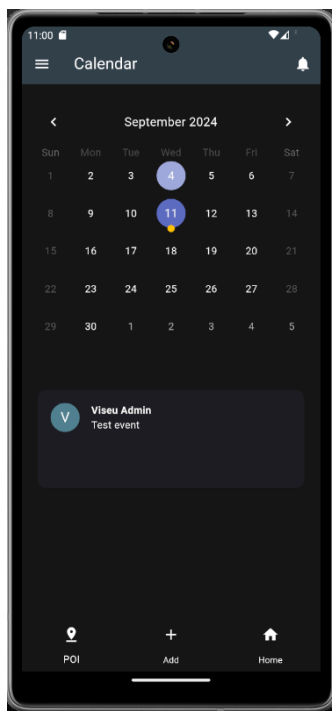 11:00
Calendar
September 2024
Sun Mon Tue Wed Thu Fri Sat
1 2 3 4 5 6 7
8 9 10 11 12 13 14
15 16 17 18 19 20 21
22 23 24 25 26 27 28
29 30 1 2 3 4 5
V
Viseu Admin
Test event
POI Add Home